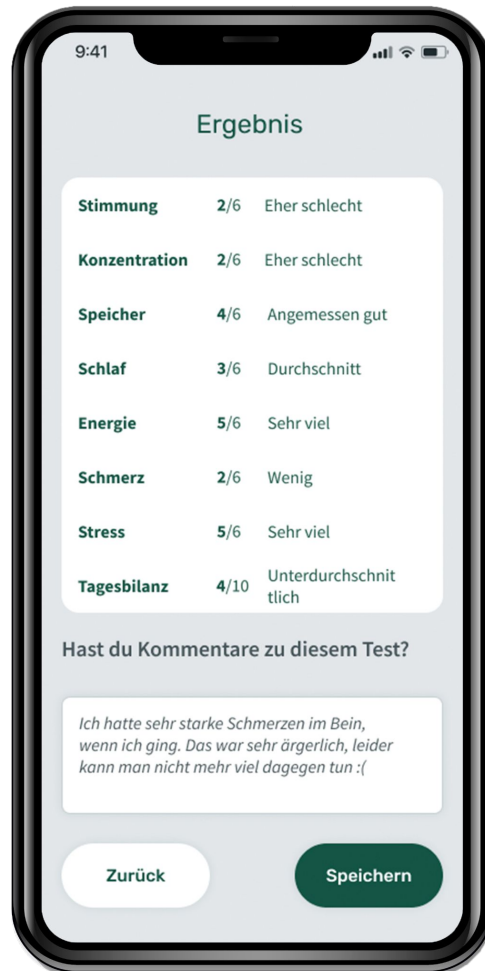 9:41
Ergebnis
Stimmung 2/6 Eher schlecht
Konzentration 2/6 Eher schlecht
Speicher 4/6 Angemessen gut
Schlaf 3/6 Durchschnitt
Energie 5/6 Sehr viel
Schmerz 2/6 Wenig
Stress 5/6 Sehr viel
Tagesbilanz 4/10 Unterdurchschnit
tlich
Hast du Kommentare zu diesem Test?
Ich hatte sehr starke Schmerzen im Bein,
wenn ich ging. Das war sehr ärgerlich, leider
kann man nicht mehr viel dagegen tun :(
Zurück Speichern